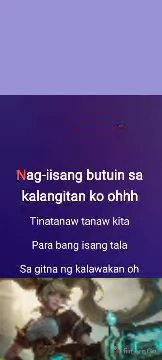 Nag-iisang butuin sa
kalangitan ko ohhh
Tinatanaw tanaw kita
Para bang isang tala
Sa gitna ng kalawakan oh